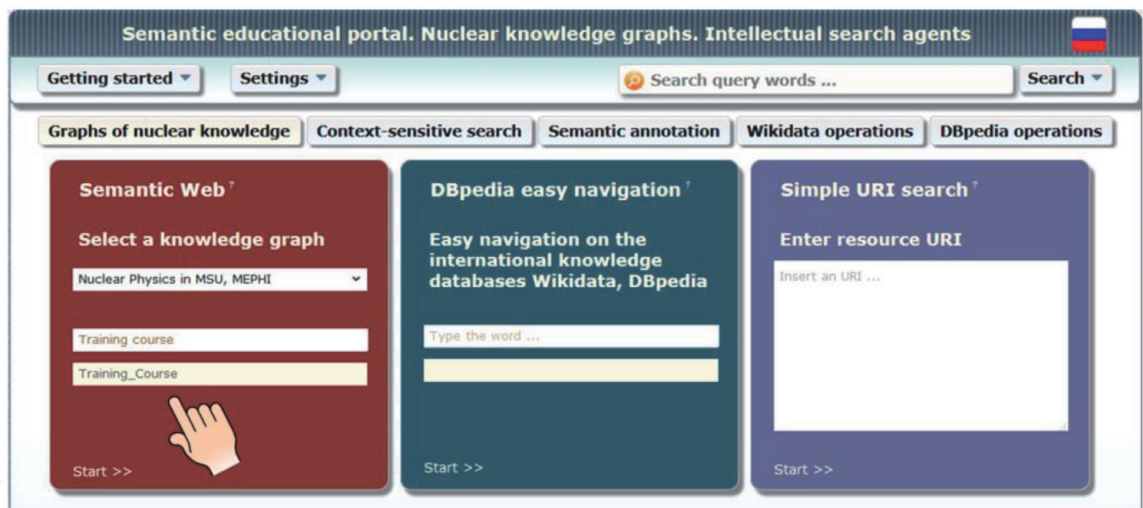 Semantic educational portal. Nuclear knowledge graphs. Intellectual search agents
Getting started
Settings
Search query words ...
Search
Graphs of nuclear knowledge
Context-sensitive search
Semantic annotation
Wikidata operations
DBpedia operations
Semantic Web ?
Select a knowledge graph
Nuclear Physics in MSU, MEPHI
Training course
Training_Course
Start >>
DBpedia easy navigation ?
Easy navigation on the
international knowledge
databases Wikidata, DBpedia
Type the word ...
Start >>
Simple URI search ?
Enter resource URI
Insert an URI ...
Start >>